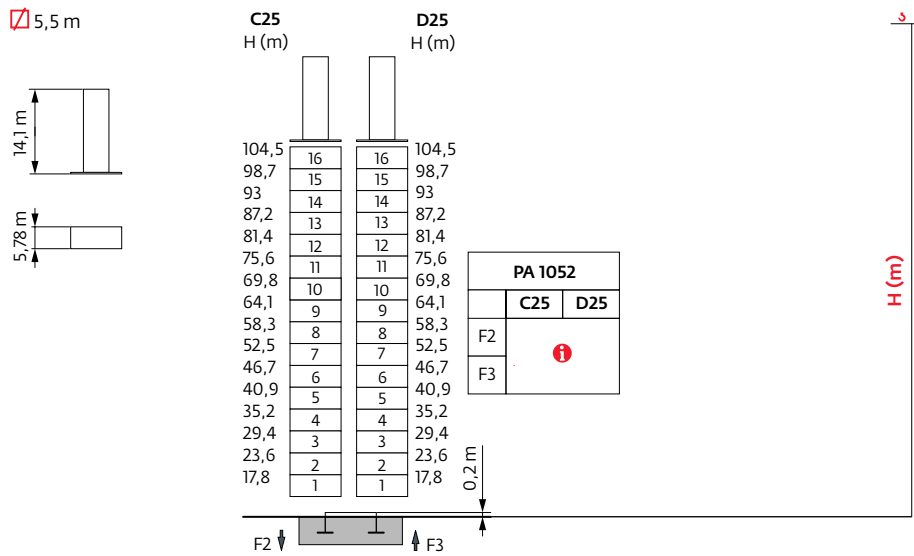 5,5 m
C25
H (m)
D25
H (m)
14,1 m
5,78 m
104,5 16 16 104,5
98,7 15 15 98,7
93 14 14 93
87,2 13 13 87,2
81,4 12 12 81,4
75,6 11 11 75,6
69,8 10 10 69,8
64,1 9 9 64,1
58,3 8 8 58,3
52,5 7 7 52,5
46,7 6 6 46,7
40,9 5 5 40,9
35,2 4 4 35,2
29,4 3 3 29,4
23,6 2 2 23,6
17,8 1 1 17,8
PA 1052
C25 D25
F2
i
F3
0,2 m
F2 F3
H (m)